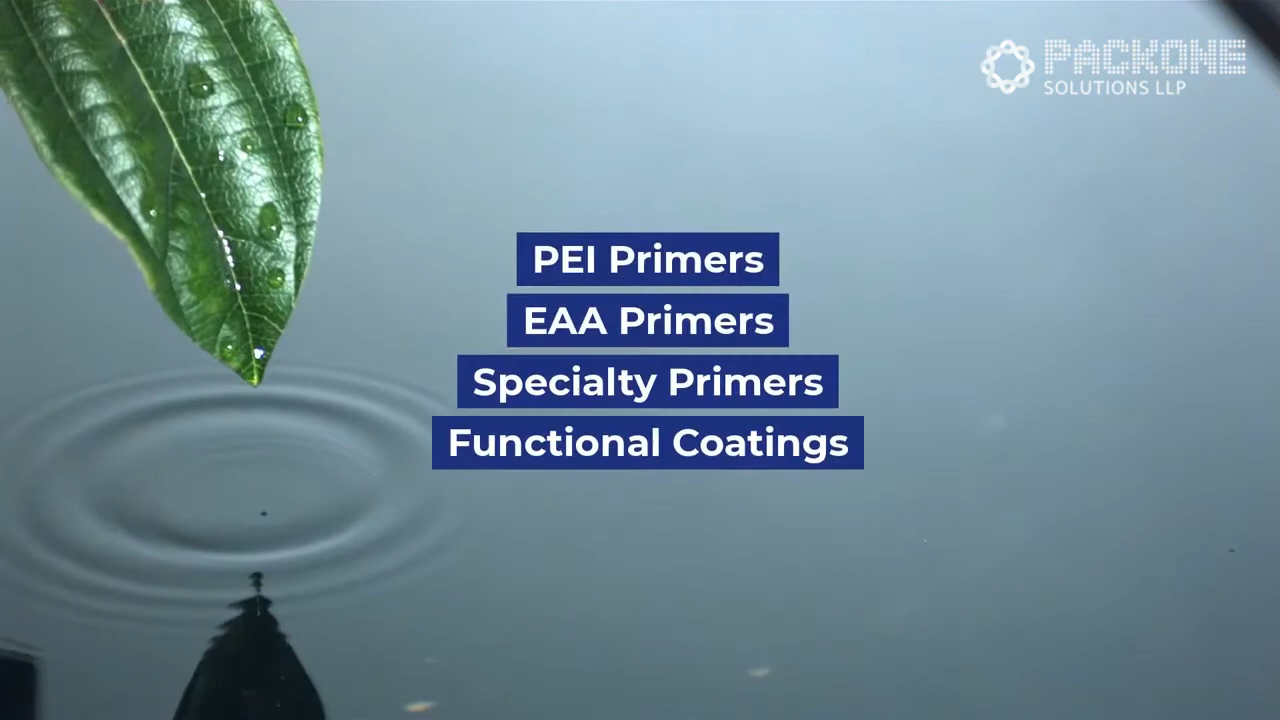 PACKONE
SOLUTIONS LLP
PEI Primers
EAA Primers
Specialty Primers
Functional Coatings